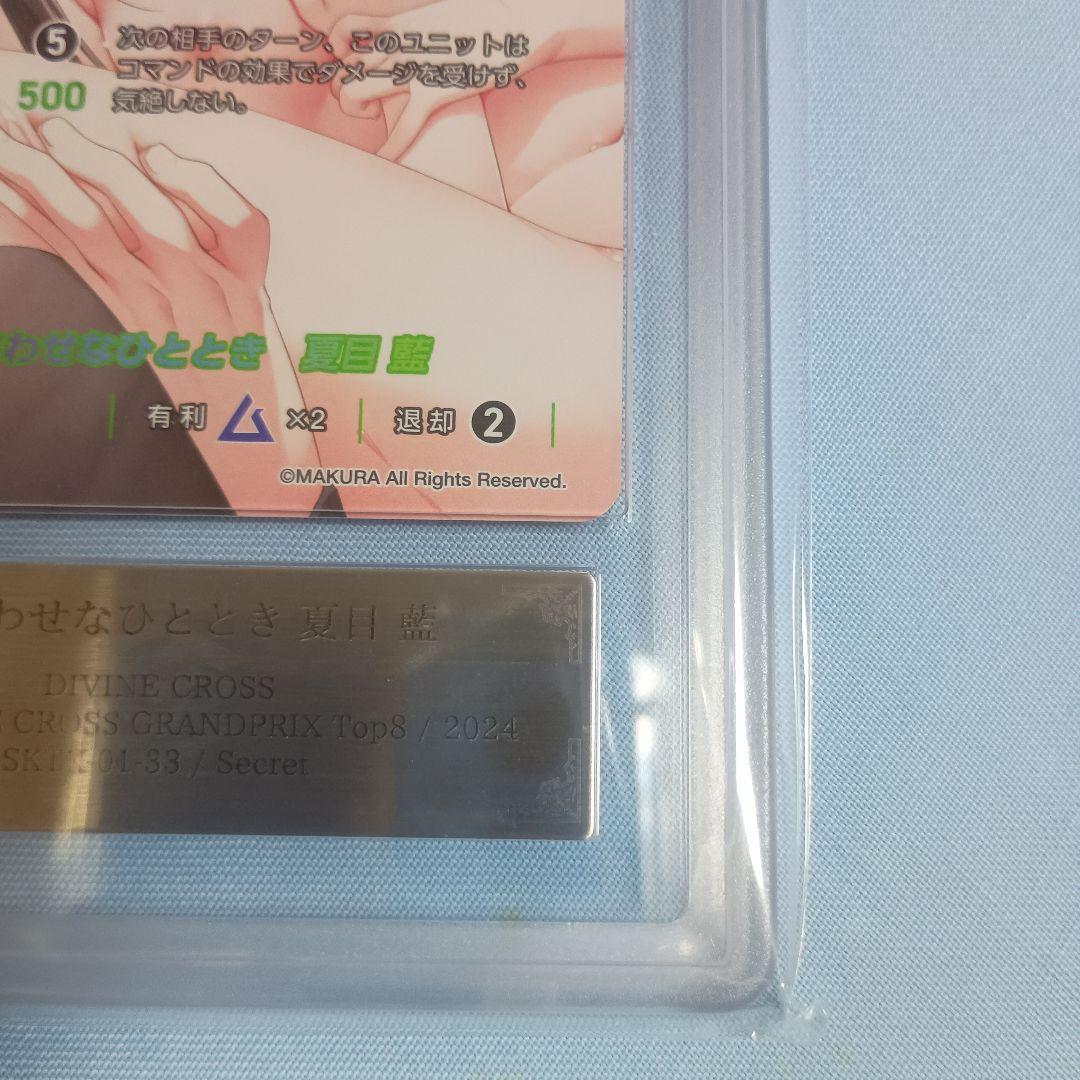 5 次の相手のターン、このユニットは
コマンドの効果でダメージを受けず、
500 気絶しない。
わせなひととき 夏目 藍
有利 ×2 退却 2
©MAKURA All Rights Reserved.
わせなひととき 夏目 藍
DIVINE CROSS
CROSS GRANDPRIX Top8 / 2024
01-33 / Secret